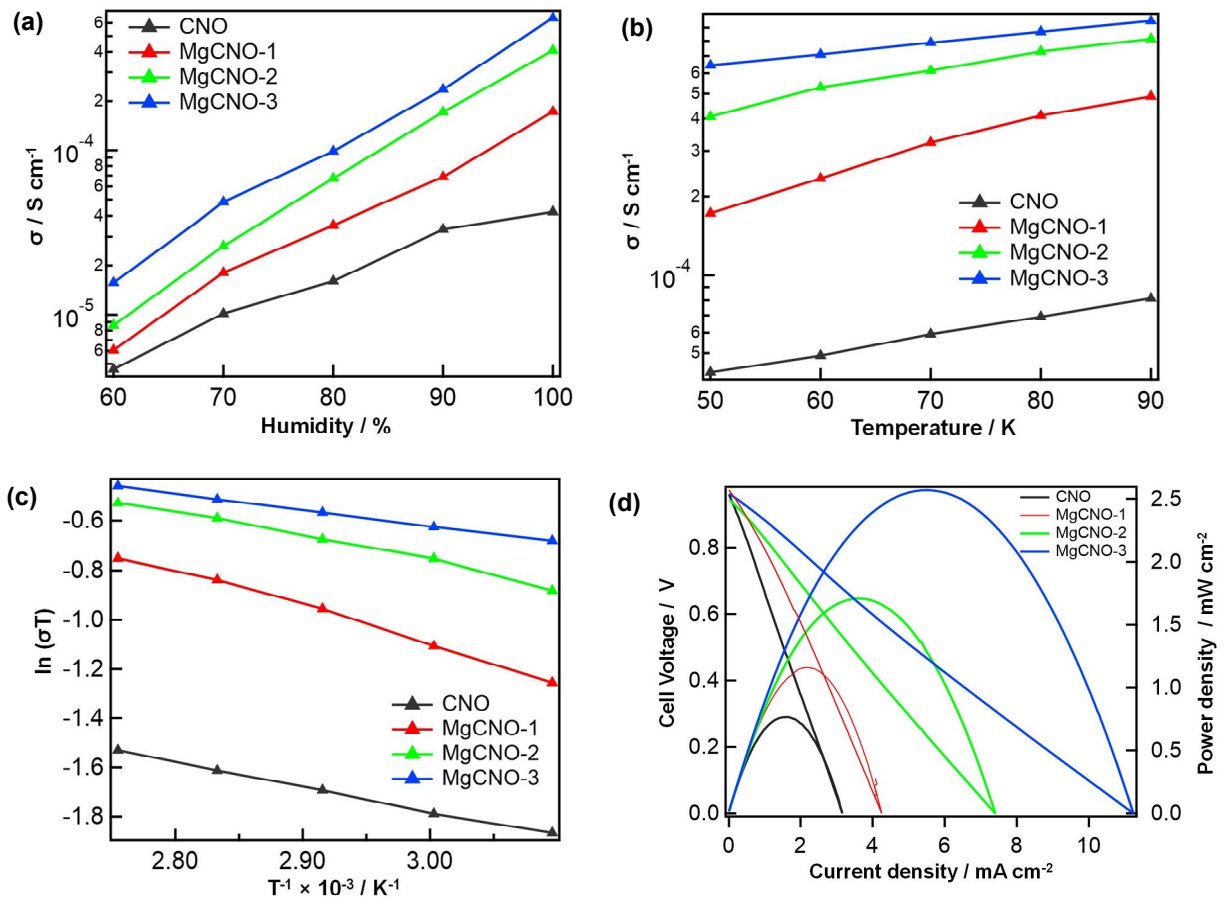 (a)
CNO
MgCNO-1
MgCNO-2
MgCNO-3
6
4
2
10⁻⁴
8
6
4
2
10⁻⁵
8
6
σ / S cm⁻¹
60 70 80 90 100
Humidity / %
(b)
6
5
4
3
2
10⁻⁴
6
5
σ / S cm⁻¹
CNO
MgCNO-1
MgCNO-2
MgCNO-3
50 60 70 80 90
Temperature / K
(c)
-0.6
-0.8
-1.0
-1.2
-1.4
-1.6
-1.8
ln (σT)
CNO
MgCNO-1
MgCNO-2
MgCNO-3
2.80 2.90 3.00
T⁻¹ × 10⁻³ / K⁻¹
(d)
CNO
MgCNO-1
MgCNO-2
MgCNO-3
0.8
0.6
0.4
0.2
0.0
Cell Voltage / V
2.5
2.0
1.5
1.0
0.5
0.0
Power density / mW cm⁻²
0 2 4 6 8 10
Current density / mA cm⁻²